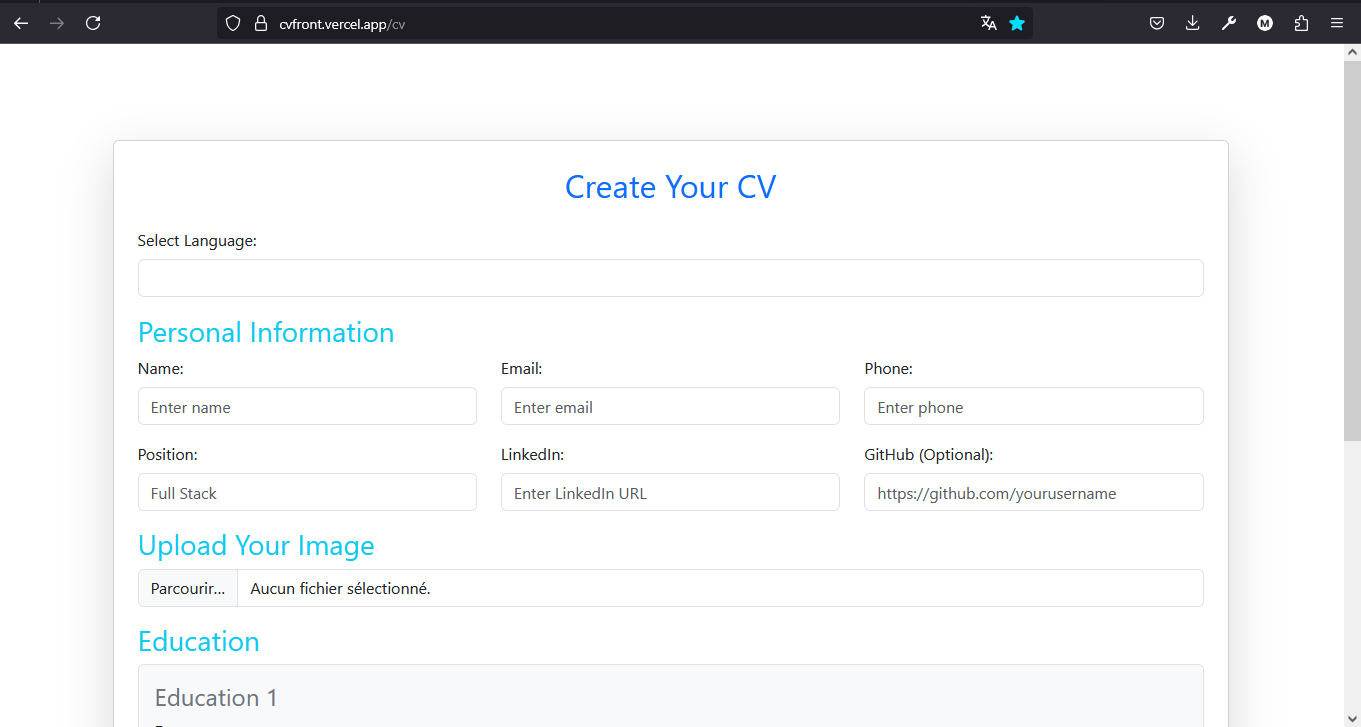 cvfront.vercel.app/cv
M
Create Your CV
Select Language:
Personal Information
Name: Email: Phone:
Enter name Enter email Enter phone
Position: LinkedIn: GitHub (Optional):
Full Stack Enter LinkedIn URL https://github.com/yourusername
Upload Your Image
Parcourir... Aucun fichier sélectionné.
Education
Education 1